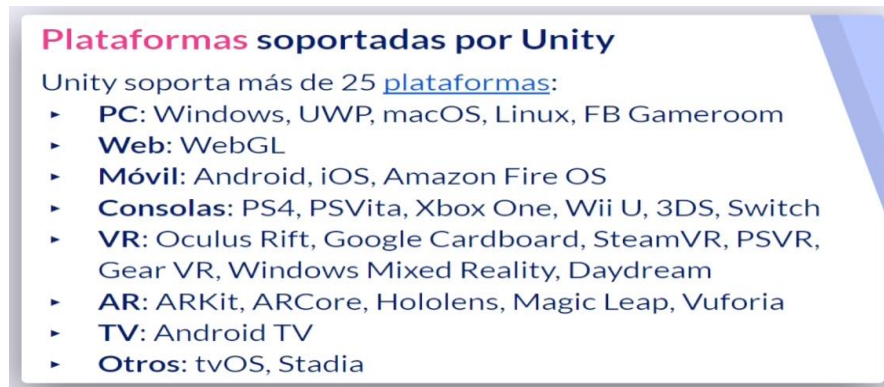 Plataformas soportadas por Unity
Unity soporta más de 25 plataformas:
► PC: Windows, UWP, macOS, Linux, FB Gameroom
► Web: WebGL
► Móvil: Android, iOS, Amazon Fire OS
► Consolas: PS4, PSVita, Xbox One, Wii U, 3DS, Switch
► VR: Oculus Rift, Google Cardboard, SteamVR, PSVR,
Gear VR, Windows Mixed Reality, Daydream
► AR: ARKit, ARCore, Hololens, Magic Leap, Vuforia
► TV: Android TV
► Otros: tvOS, Stadia